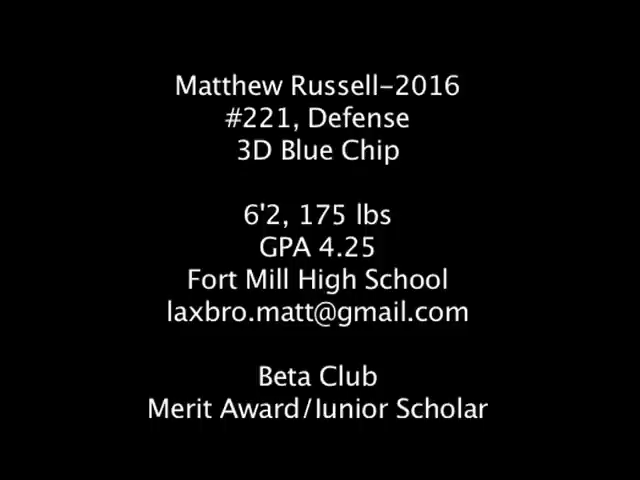 Matthew Russell-2016
#221, Defense
3D Blue Chip
6'2, 175 lbs
GPA 4.25
Fort Mill High School
laxbro.matt@gmail.com
Beta Club
Merit Award/Junior Scholar